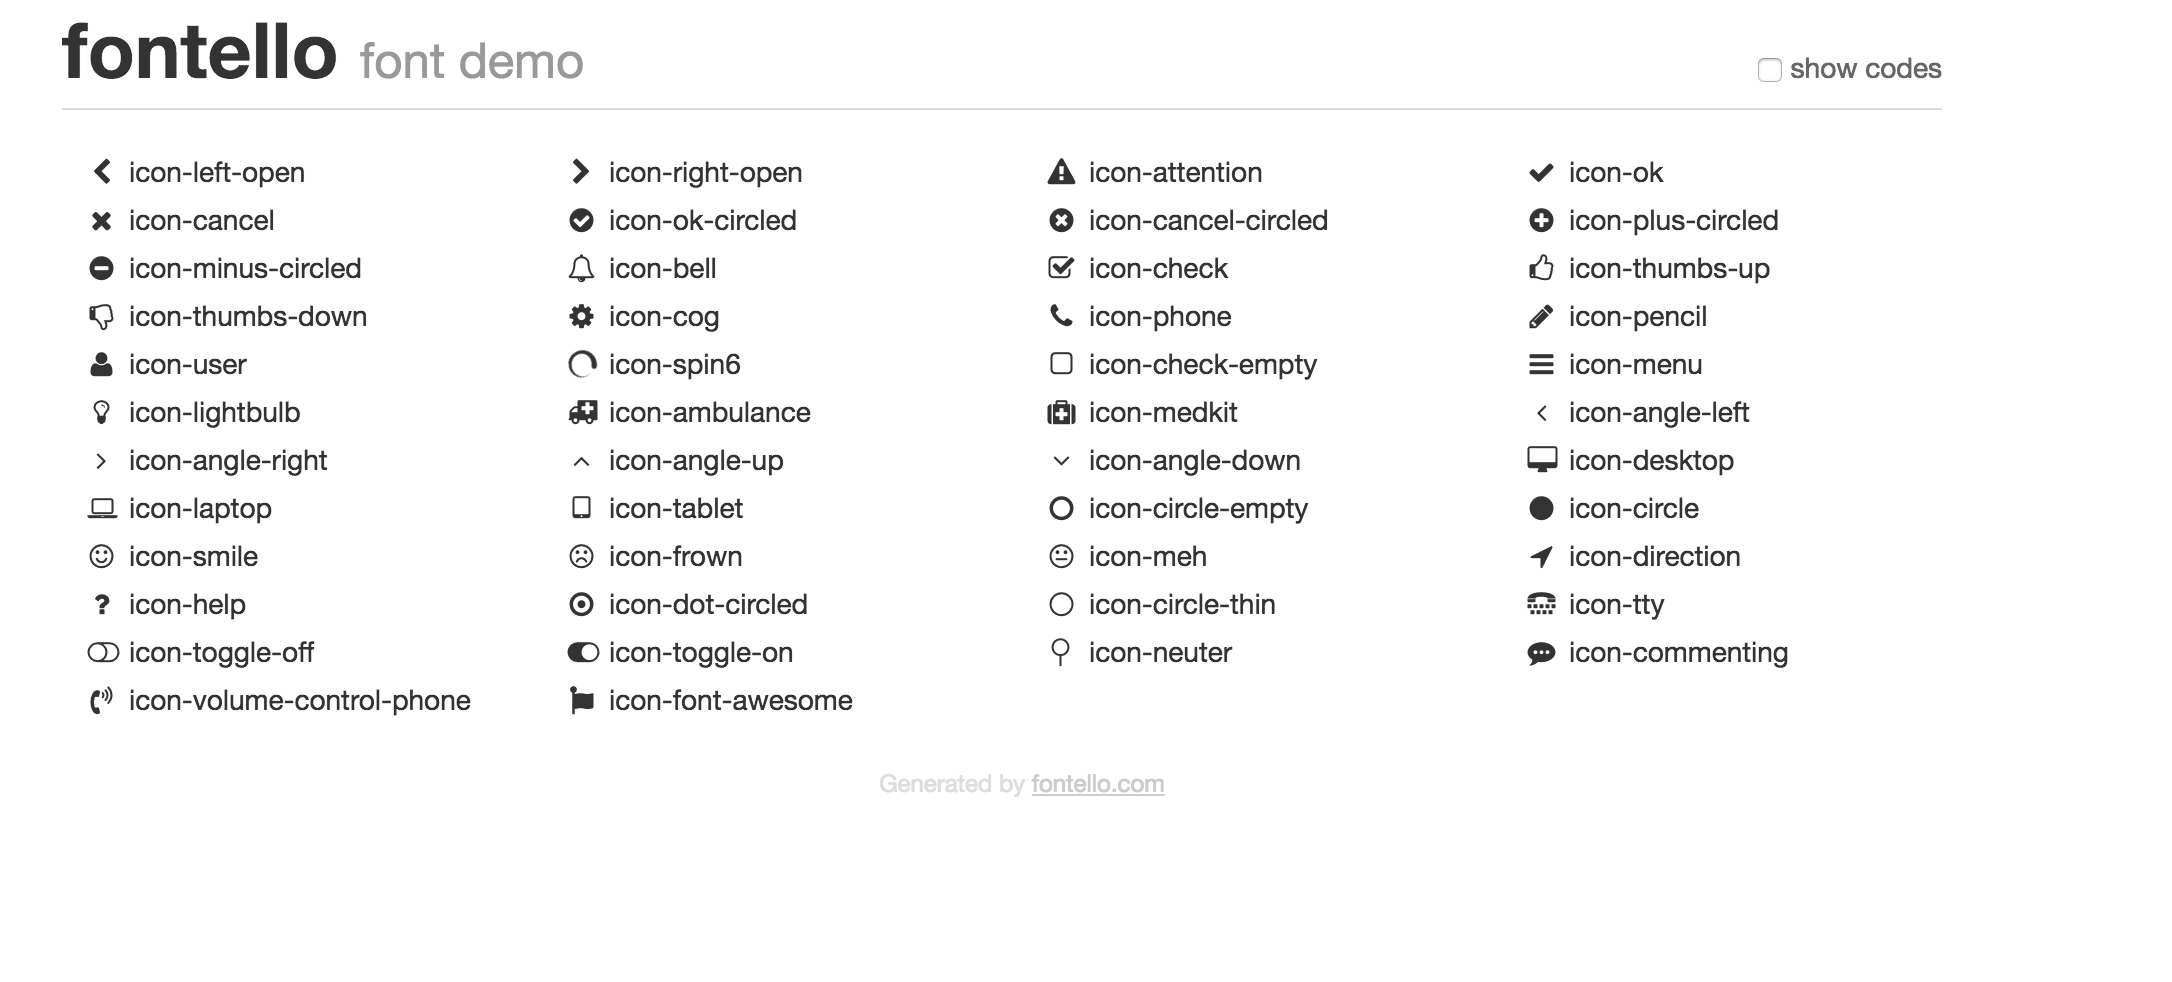 fontello font demo show codes
icon-left-open icon-right-open icon-attention icon-ok
icon-cancel icon-ok-circled icon-cancel-circled icon-plus-circled
icon-minus-circled icon-bell icon-check icon-thumbs-up
icon-thumbs-down icon-cog icon-phone icon-pencil
icon-user icon-spin6 icon-check-empty icon-menu
icon-lightbulb icon-ambulance icon-medkit icon-angle-left
icon-angle-right icon-angle-up icon-angle-down icon-desktop
icon-laptop icon-tablet icon-circle-empty icon-circle
icon-smile icon-frown icon-meh icon-direction
icon-help icon-dot-circled icon-circle-thin icon-tty
icon-toggle-off icon-toggle-on icon-neuter icon-commenting
icon-volume-control-phone icon-font-awesome
Generated by fontello.com